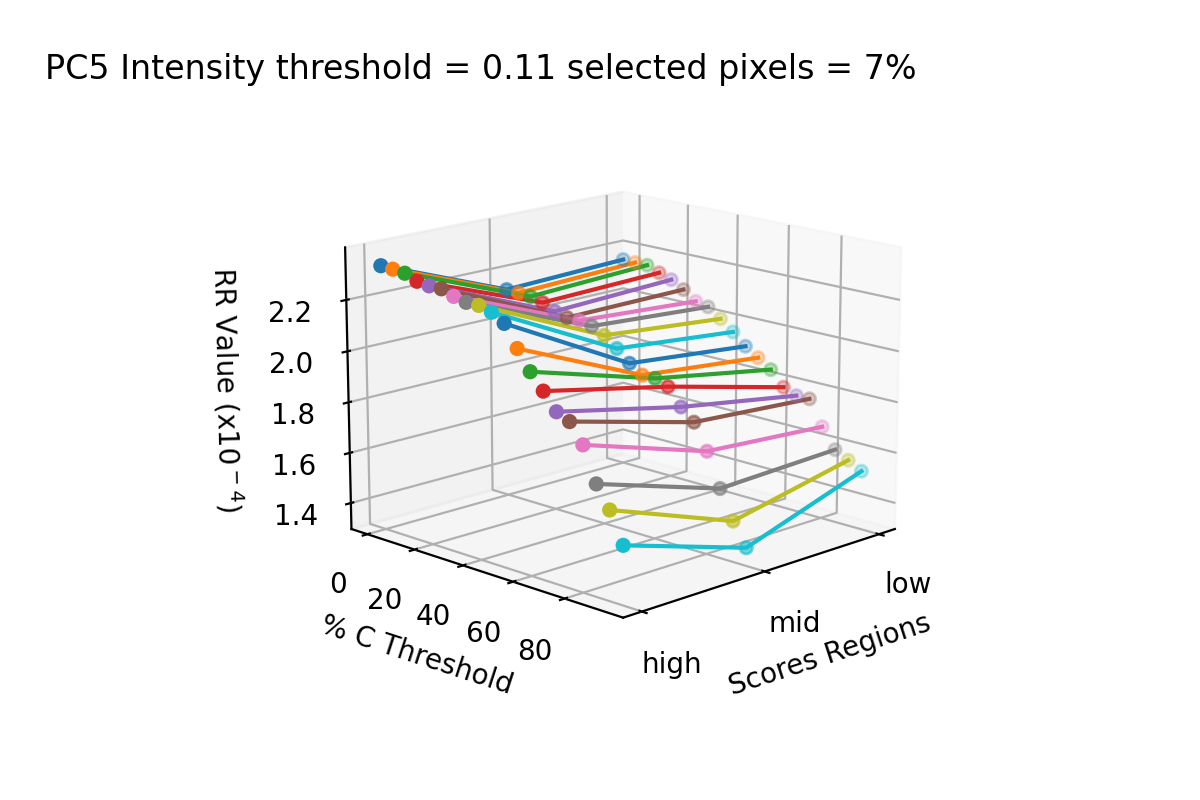 PC5 Intensity threshold = 0.11 selected pixels = 7%
RR Value (x10⁻⁴)
2.2
2.0
1.8
1.6
1.4
0
20
40
60
80
% C Threshold
low
mid
high
Scores Regions